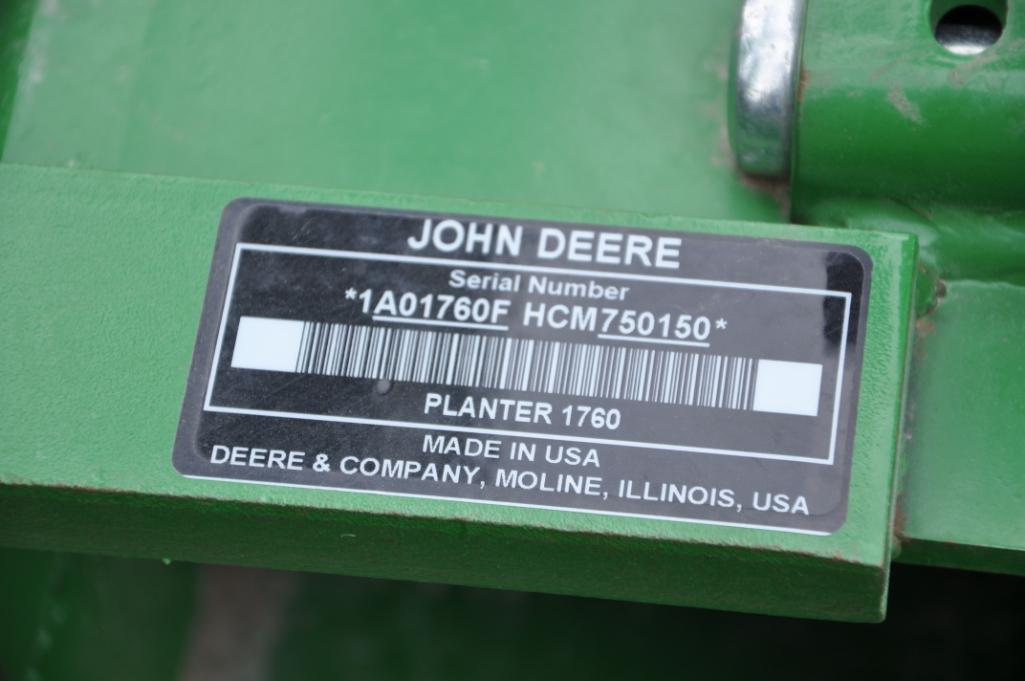 JOHN DEERE
Serial Number
*1A01760F HCM750150*
PLANTER 1760
MADE IN USA
DEERE & COMPANY, MOLINE, ILLINOIS, USA